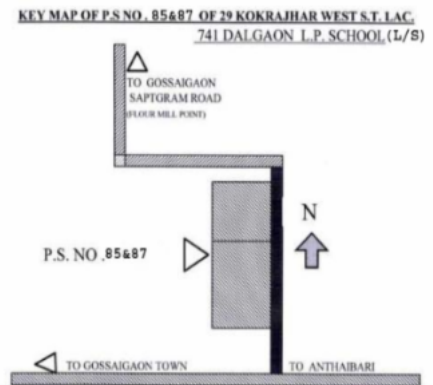 KEY MAP OF P.S NO. 85&87 OF 29 KOKRAJHAR WEST S.T. LAC.
741 DALGAON L.P. SCHOOL (L/S)
TO GOSSAIGAON
SAPTGRAM ROAD
(FLOUR MILL POINT)
N
P.S. NO .85&87
TO GOSSAIGAON TOWN
TO ANTHAIBARI